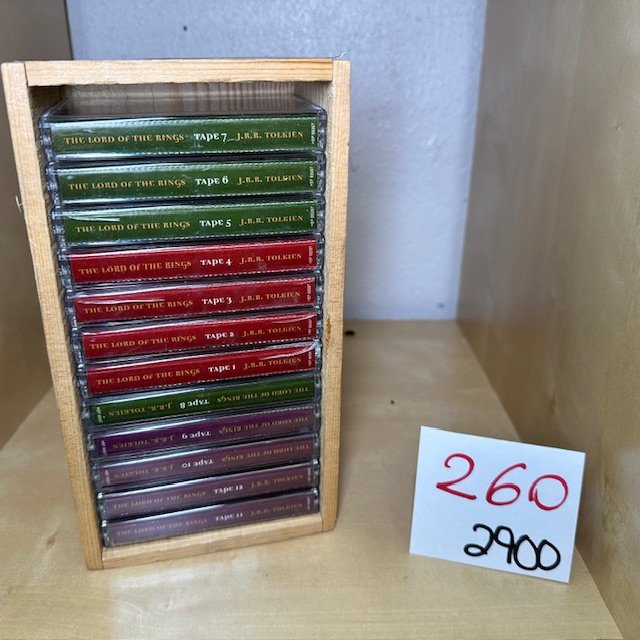 THE LORD OF THE RINGS TAPE 7 J.R.R. TOLKIEN
THE LORD OF THE RINGS TAPE 6 J.R.R. TOLKIEN
THE LORD OF THE RINGS TAPE 5 J.R.R. TOLKIEN
THE LORD OF THE RINGS TAPE 4 J.R.R. TOLKIEN
THE LORD OF THE RINGS TAPE 3 J.R.R. TOLKIEN
THE LORD OF THE RINGS TAPE 2 J.R.R. TOLKIEN
THE LORD OF THE RINGS TAPE 1 J.R.R. TOLKIEN
THE LORD OF THE RINGS TAPE 8 J.R.R. TOLKIEN
THE LORD OF THE RINGS TAPE 9 J.R.R. TOLKIEN
THE LORD OF THE RINGS TAPE 10 J.R.R. TOLKIEN
THE LORD OF THE RINGS TAPE 12 J.R.R. TOLKIEN
THE LORD OF THE RINGS TAPE 11 J.R.R. TOLKIEN
260
2900